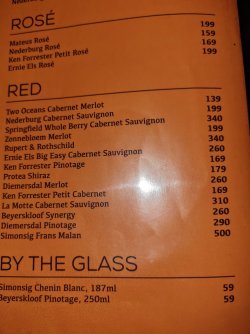 Nederburg
ROSÉ
Mateus Rosé 199
Nederburg Rosé 159
Ken Forrester Petit Rosé 169
Ernie Els Rosé 199
RED
Two Oceans Cabernet Merlot 139
Nederburg Cabernet Sauvignon 199
Springfield Whole Berry Cabernet Sauvignon 340
Zennebloem Merlot 199
Rupert & Rothschild 340
Ernie Els Big Easy Cabernet Sauvignon 260
Ken Forrester Pinotage 169
Protea Shiraz 179
Diemersdal Merlot 260
Ken Forrester Petit Cabernet 169
La Motte Cabernet Sauvignon 310
Beyerskloof Synergy 260
Diemersdal Pinotage 290
Simonsig Frans Malan 500
BY THE GLASS
Simonsig Chenin Blanc, 187ml 59
Beyerskloof Pinotage, 250ml 59